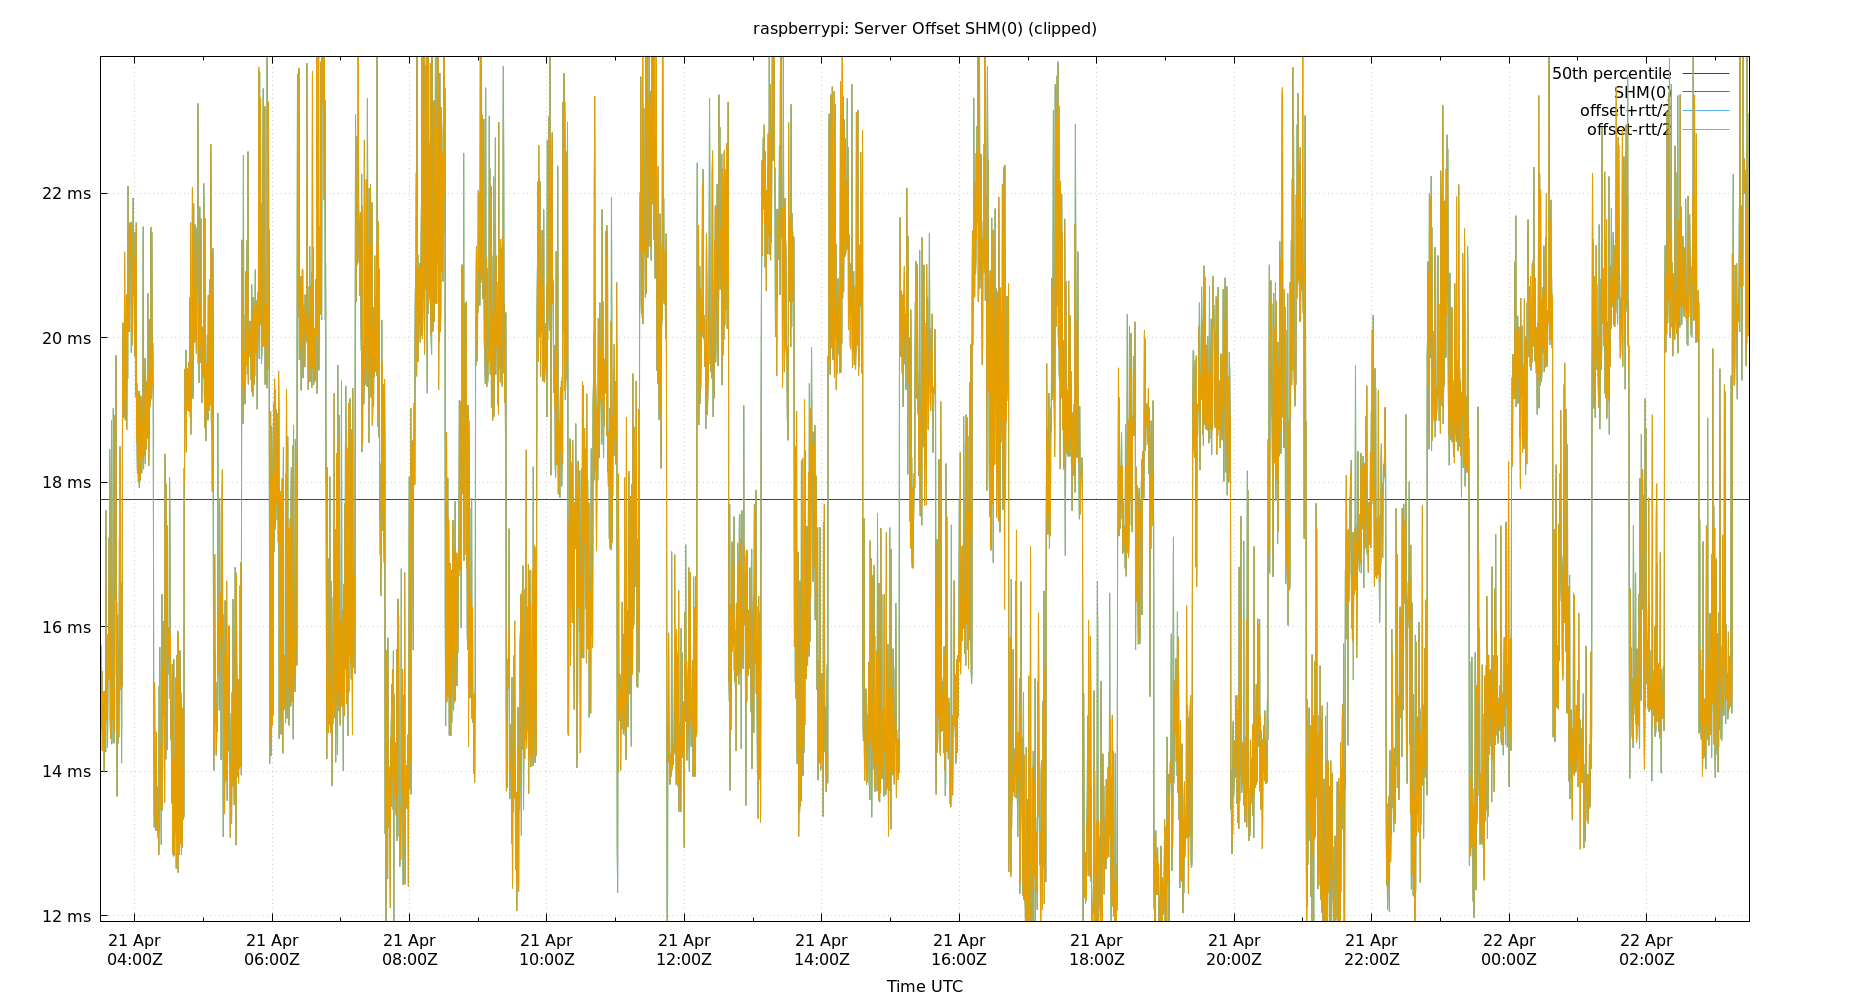 raspberrypi: Server Offset SHM(0) (clipped)
50th percentile
SHM(0)
offset+rtt/2
offset-rtt/2
22 ms
20 ms
18 ms
16 ms
14 ms
12 ms
21 Apr 21 Apr 21 Apr 21 Apr 21 Apr 21 Apr 21 Apr 21 Apr 21 Apr 21 Apr 22 Apr 22 Apr
04:00Z 06:00Z 08:00Z 10:00Z 12:00Z 14:00Z 16:00Z 18:00Z 20:00Z 22:00Z 00:00Z 02:00Z
Time UTC